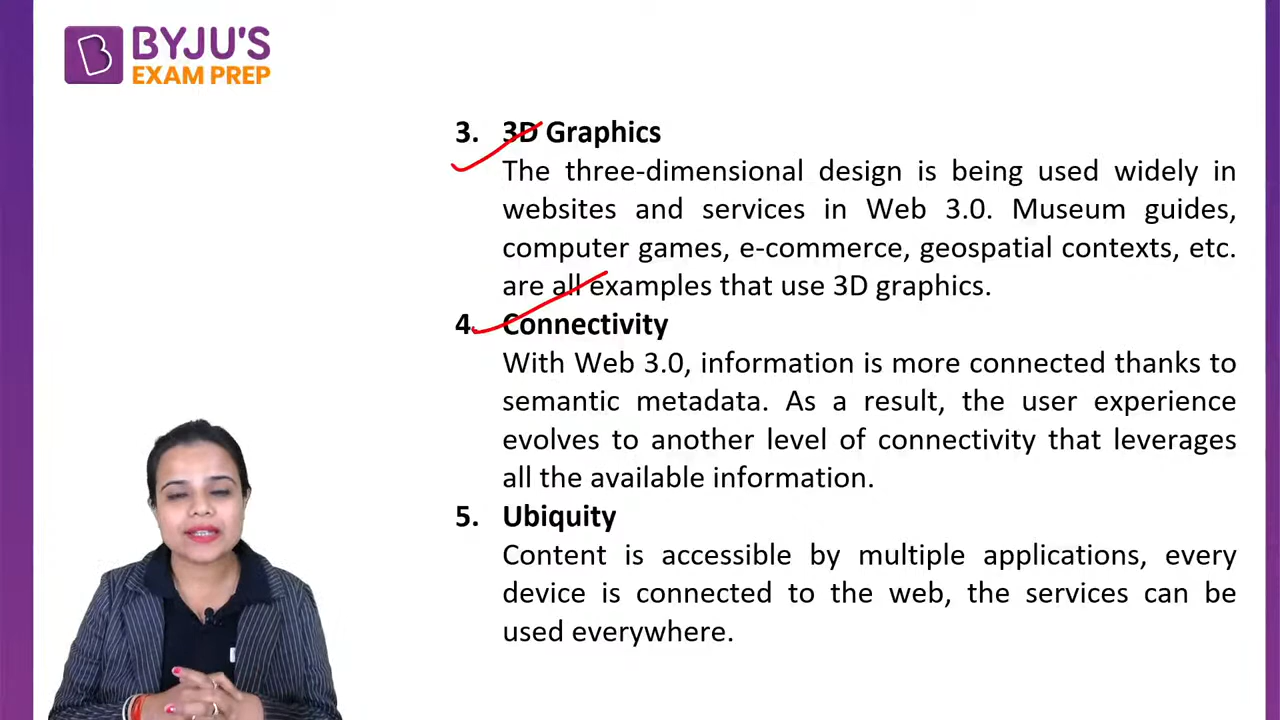 BYJU'S
EXAM PREP
3. 3D Graphics
The three-dimensional design is being used widely in
websites and services in Web 3.0. Museum guides,
computer games, e-commerce, geospatial contexts, etc.
are all examples that use 3D graphics.
4. Connectivity
With Web 3.0, information is more connected thanks to
semantic metadata. As a result, the user experience
evolves to another level of connectivity that leverages
all the available information.
5. Ubiquity
Content is accessible by multiple applications, every
device is connected to the web, the services can be
used everywhere.